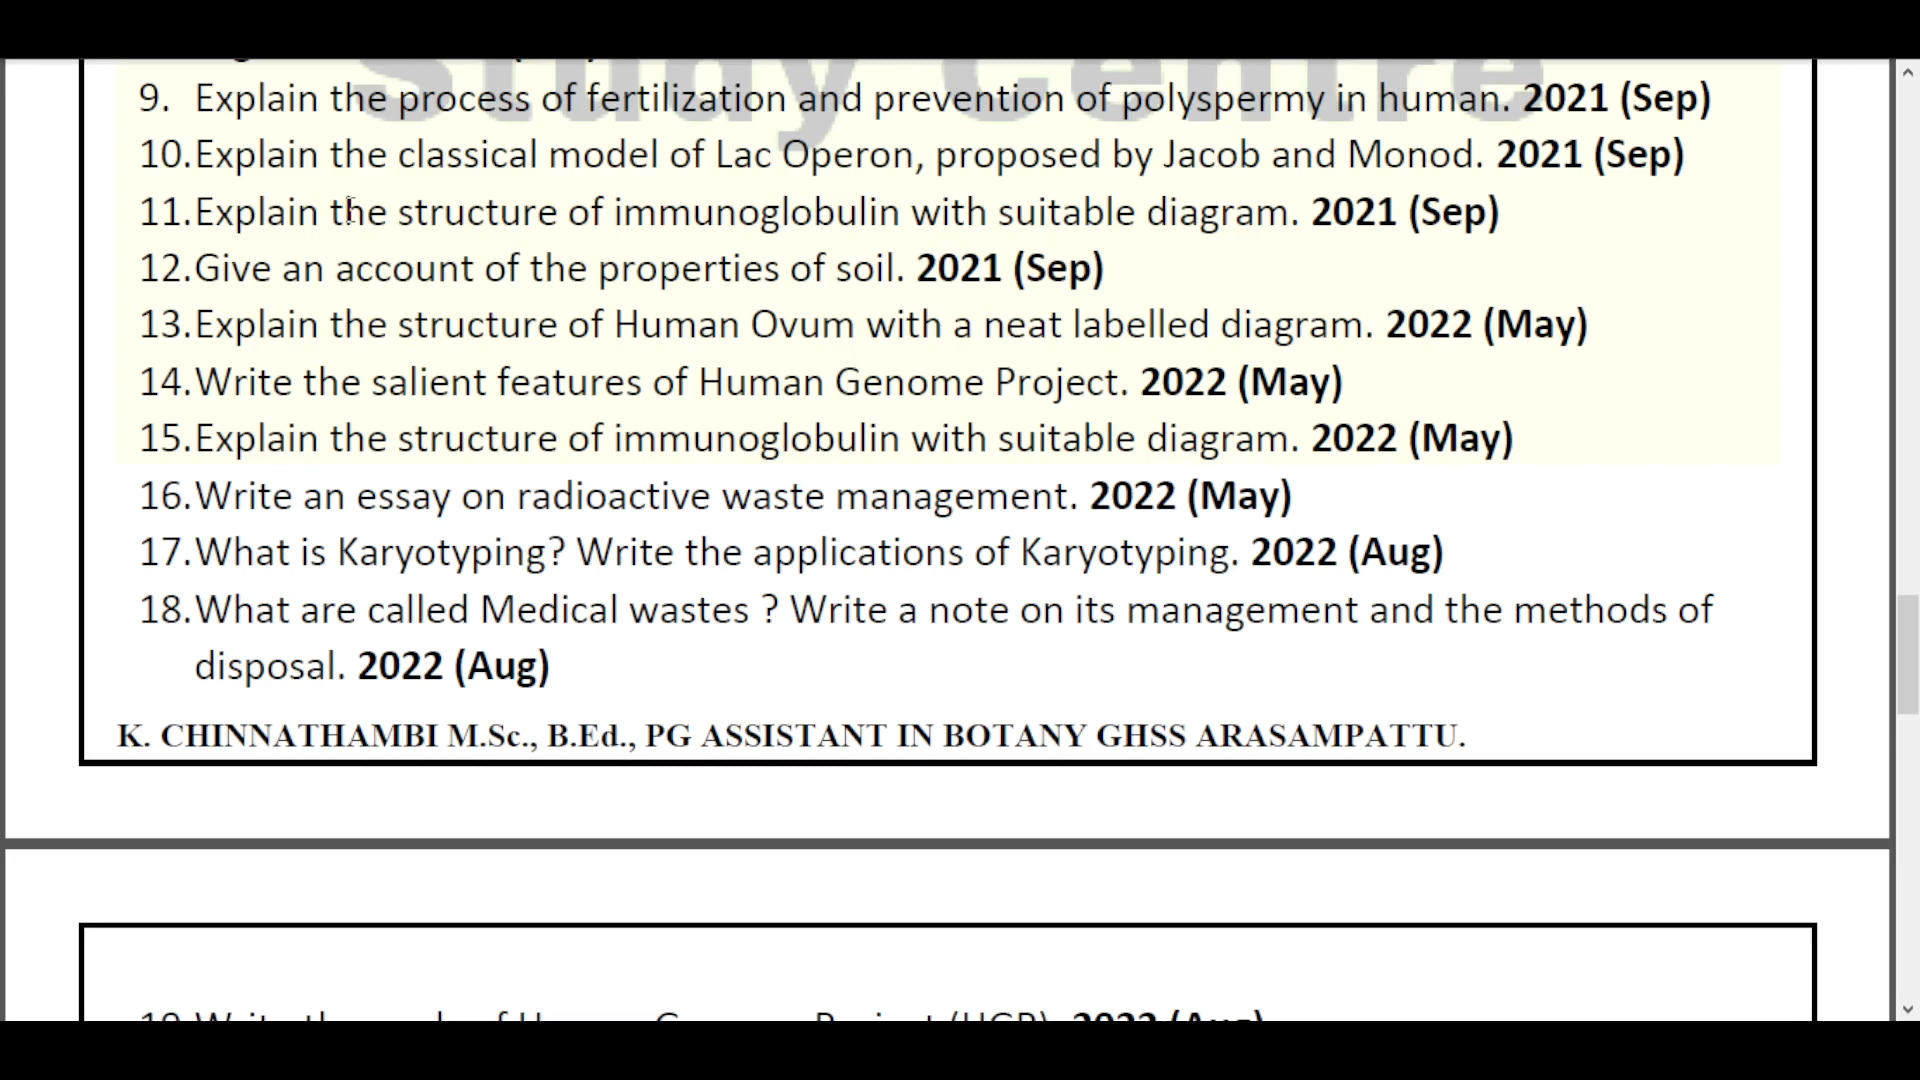 Study Centre
9. Explain the process of fertilization and prevention of polyspermy in human. 2021 (Sep)
10.Explain the classical model of Lac Operon, proposed by Jacob and Monod. 2021 (Sep)
11.Explain the structure of immunoglobulin with suitable diagram. 2021 (Sep)
12.Give an account of the properties of soil. 2021 (Sep)
13.Explain the structure of Human Ovum with a neat labelled diagram. 2022 (May)
14.Write the salient features of Human Genome Project. 2022 (May)
15.Explain the structure of immunoglobulin with suitable diagram. 2022 (May)
16.Write an essay on radioactive waste management. 2022 (May)
17.What is Karyotyping? Write the applications of Karyotyping. 2022 (Aug)
18.What are called Medical wastes ? Write a note on its management and the methods of
disposal. 2022 (Aug)
K. CHINNATHAMBI M.Sc., B.Ed., PG ASSISTANT IN BOTANY GHSS ARASAMPATTU.